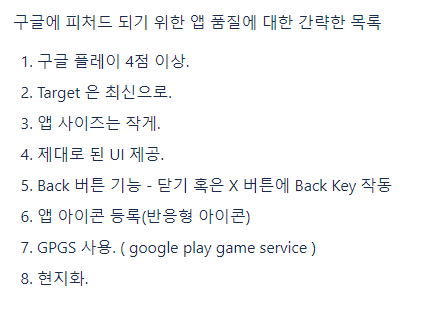 구글에 피처드 되기 위한 앱 품질에 대한 간략한 목록
1. 구글 플레이 4점 이상.
2. Target 은 최신으로.
3. 앱 사이즈는 작게.
4. 제대로 된 UI 제공.
5. Back 버튼 기능 - 닫기 혹은 X 버튼에 Back Key 작동
6. 앱 아이콘 등록(반응형 아이콘)
7. GPGS 사용. ( google play game service )
8. 현지화.